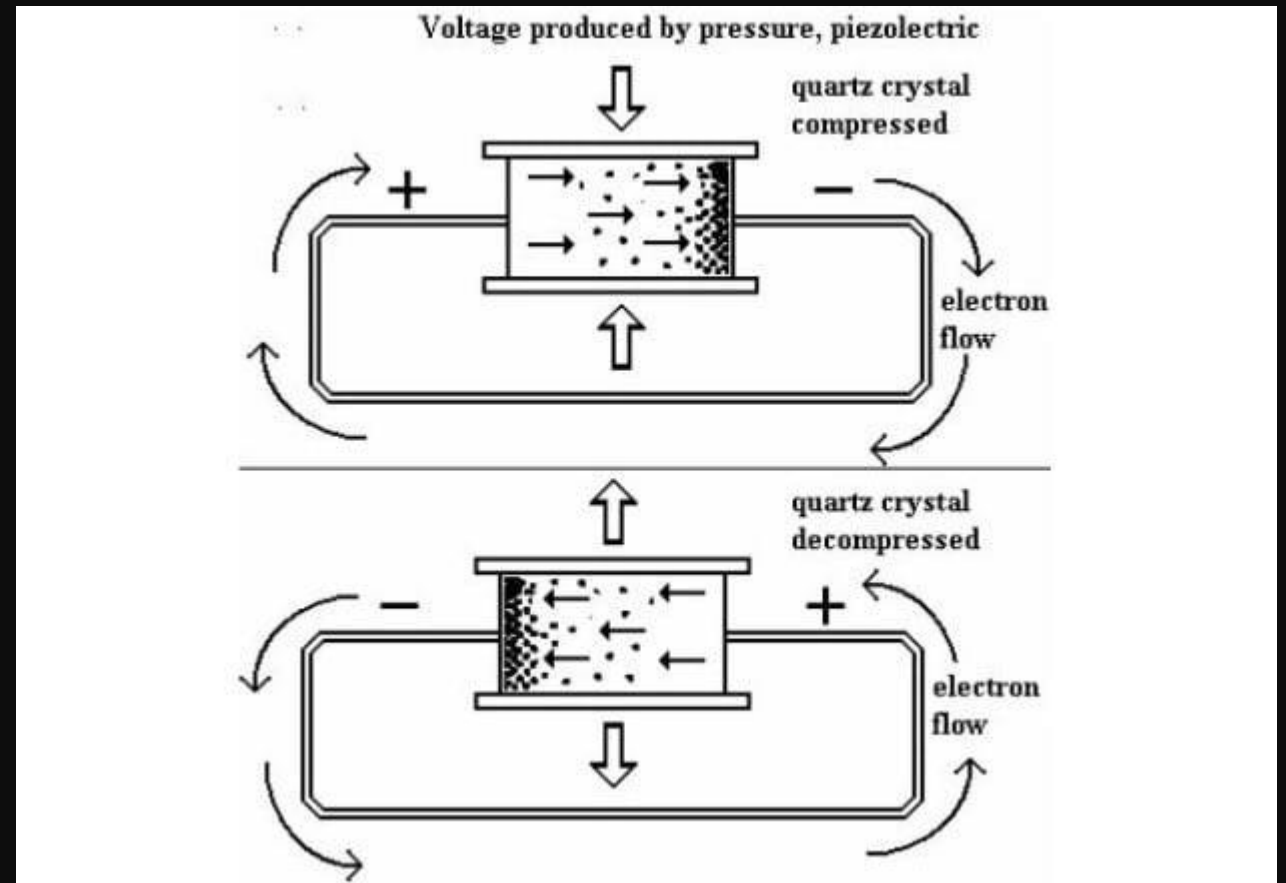 Voltage produced by pressure, piezolectric
quartz crystal
compressed
+
−
electron
flow
quartz crystal
decompressed
−
+
electron
flow